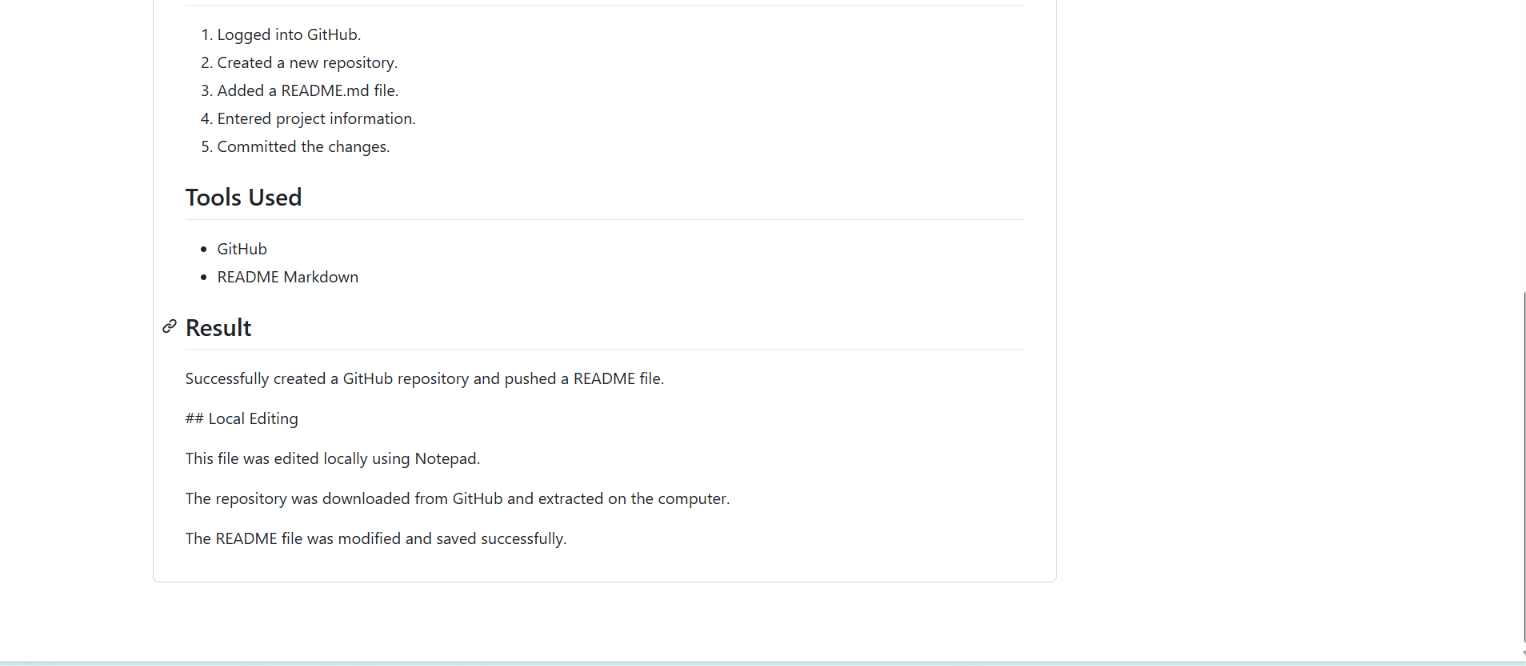 1. Logged into GitHub.
2. Created a new repository.
3. Added a README.md file.
4. Entered project information.
5. Committed the changes.
Tools Used
• GitHub
• README Markdown
Result
Successfully created a GitHub repository and pushed a README file.
## Local Editing
This file was edited locally using Notepad.
The repository was downloaded from GitHub and extracted on the computer.
The README file was modified and saved successfully.